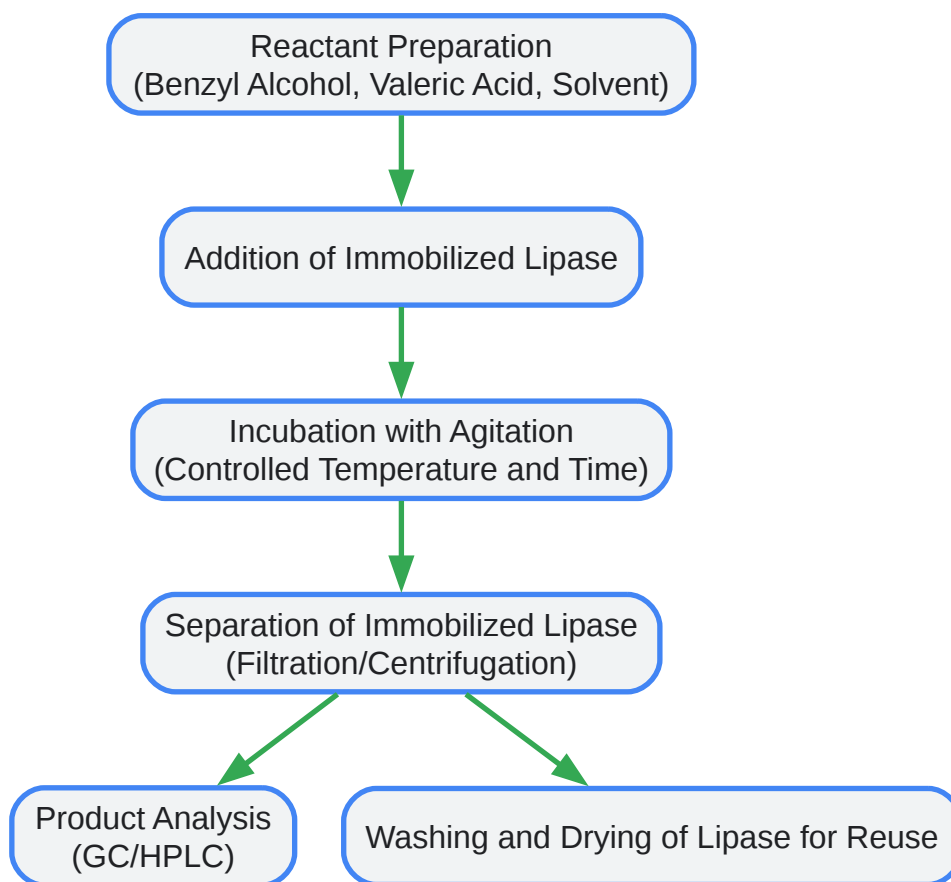 Reactant Preparation
(Benzyl Alcohol, Valeric Acid, Solvent)
Addition of Immobilized Lipase
Incubation with Agitation
(Controlled Temperature and Time)
Separation of Immobilized Lipase
(Filtration/Centrifugation)
Product Analysis
(GC/HPLC)
Washing and Drying of Lipase for Reuse